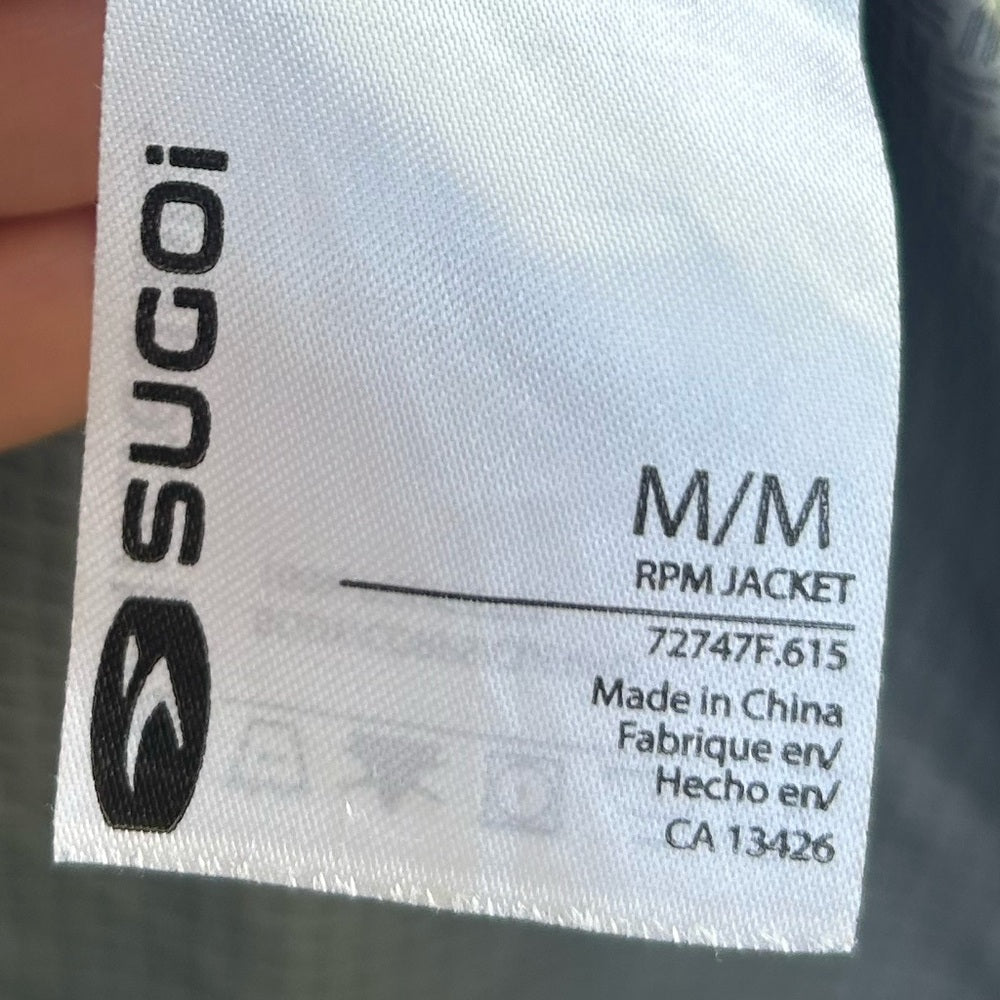 SUGOi
M/M
RPM JACKET
72747F.615
Made in China
Fabrique en/
Hecho en/
CA 13426